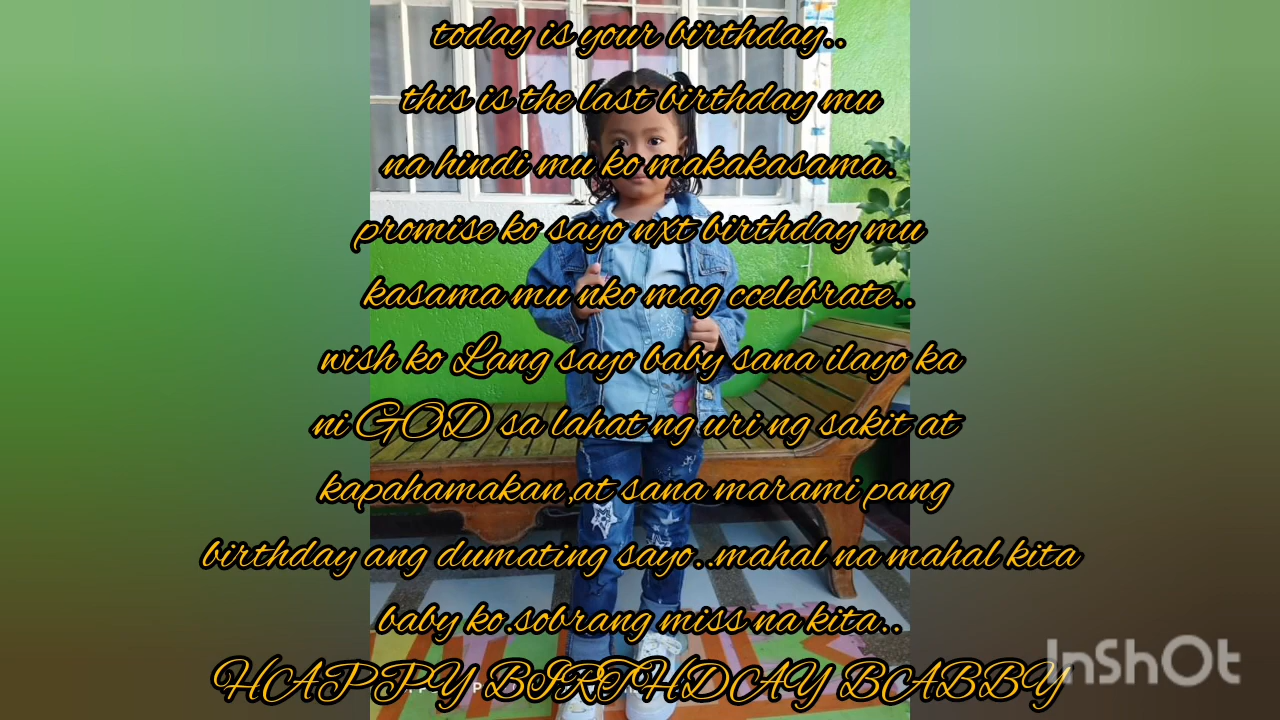 today is your birthday..
this is the last birthday mu
na hindi mu ko makakasama.
promise ko sayo nxt birthday mu
kasama mu nko mag ccelebrate..
wish ko Lang sayo baby sana ilayo ka
ni GOD sa lahat ng uri ng sakit at
kapahamakan,at sana marami pang
birthday ang dumating sayo..mahal na mahal kita
baby ko.sobrang miss na kita..
HAPPY BIRTHDAY BABBY
InShOt